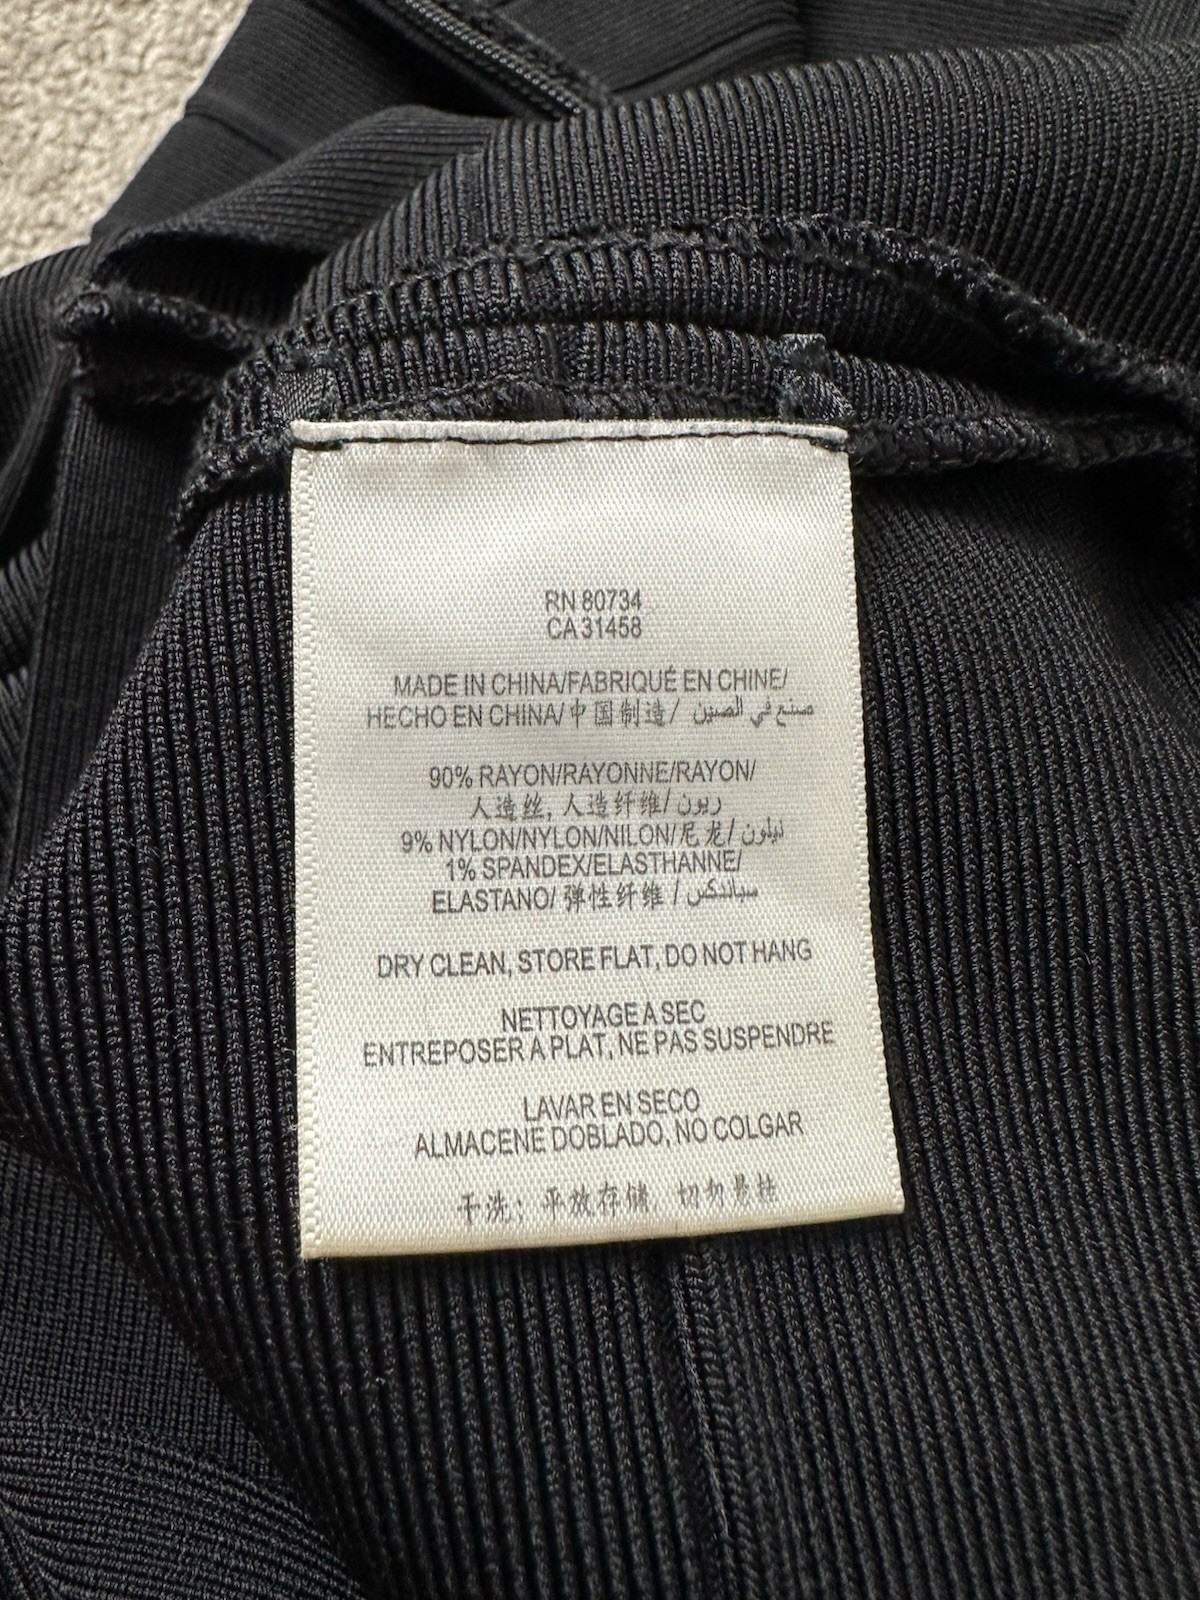 RN 80734
CA 31458
MADE IN CHINA/FABRIQUÉ EN CHINE/
HECHO EN CHINA/中国制造/ صنع في الصين
90% RAYON/RAYONNE/RAYON/
人造丝, 人造纤维/ ريون
9% NYLON/NYLON/NILON/尼龙/ نيلون
1% SPANDEX/ELASTHANNE/
ELASTANO/ 弹性纤维 / سباندكس
DRY CLEAN, STORE FLAT, DO NOT HANG
NETTOYAGE A SEC
ENTREPOSER A PLAT, NE PAS SUSPENDRE
LAVAR EN SECO
ALMACENE DOBLADO, NO COLGAR
干洗; 平放存储, 切勿悬挂